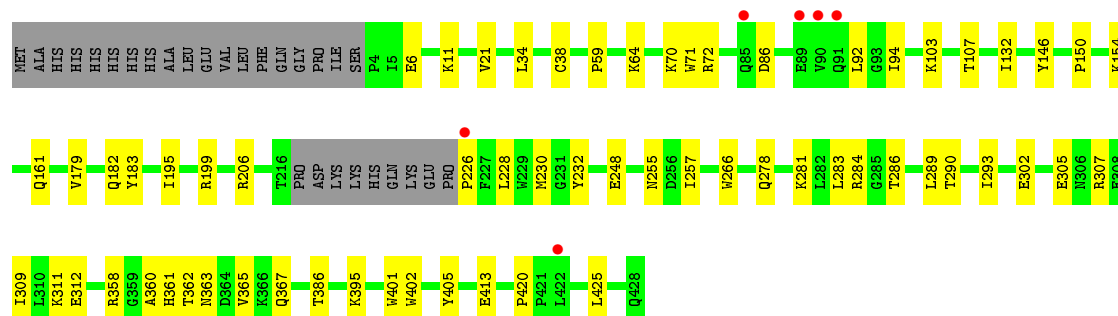 MET ALA HIS HIS HIS HIS HIS HIS ALA LEU GLU VAL LEU PHE GLN GLY PRO ILE SER P4 I5 E6 K11 V21 L34 C38 P59 K64 K70 W71 R72 Q85 D86 E89 V90 Q91 L92 G93 I94 K103 T107 I132 Y146 P150 K154
Q161 V179 Q182 Y183 I195 R199 R206 T216 PRO ASP LYS LYS HIS GLN LYS GLU PRO P226 F227 L228 W229 M230 G231 Y232 E248 N255 D256 I257 W266 Q278 K281 L282 L283 R284 G285 T286 L289 T290 I293 E302 E305 N306 R307 E308
I309 L310 K311 E312 R358 G359 A360 H361 T362 N363 D364 V365 K366 Q367 T386 K395 W401 W402 Y405 E413 P420 P421 L422 L425 Q428